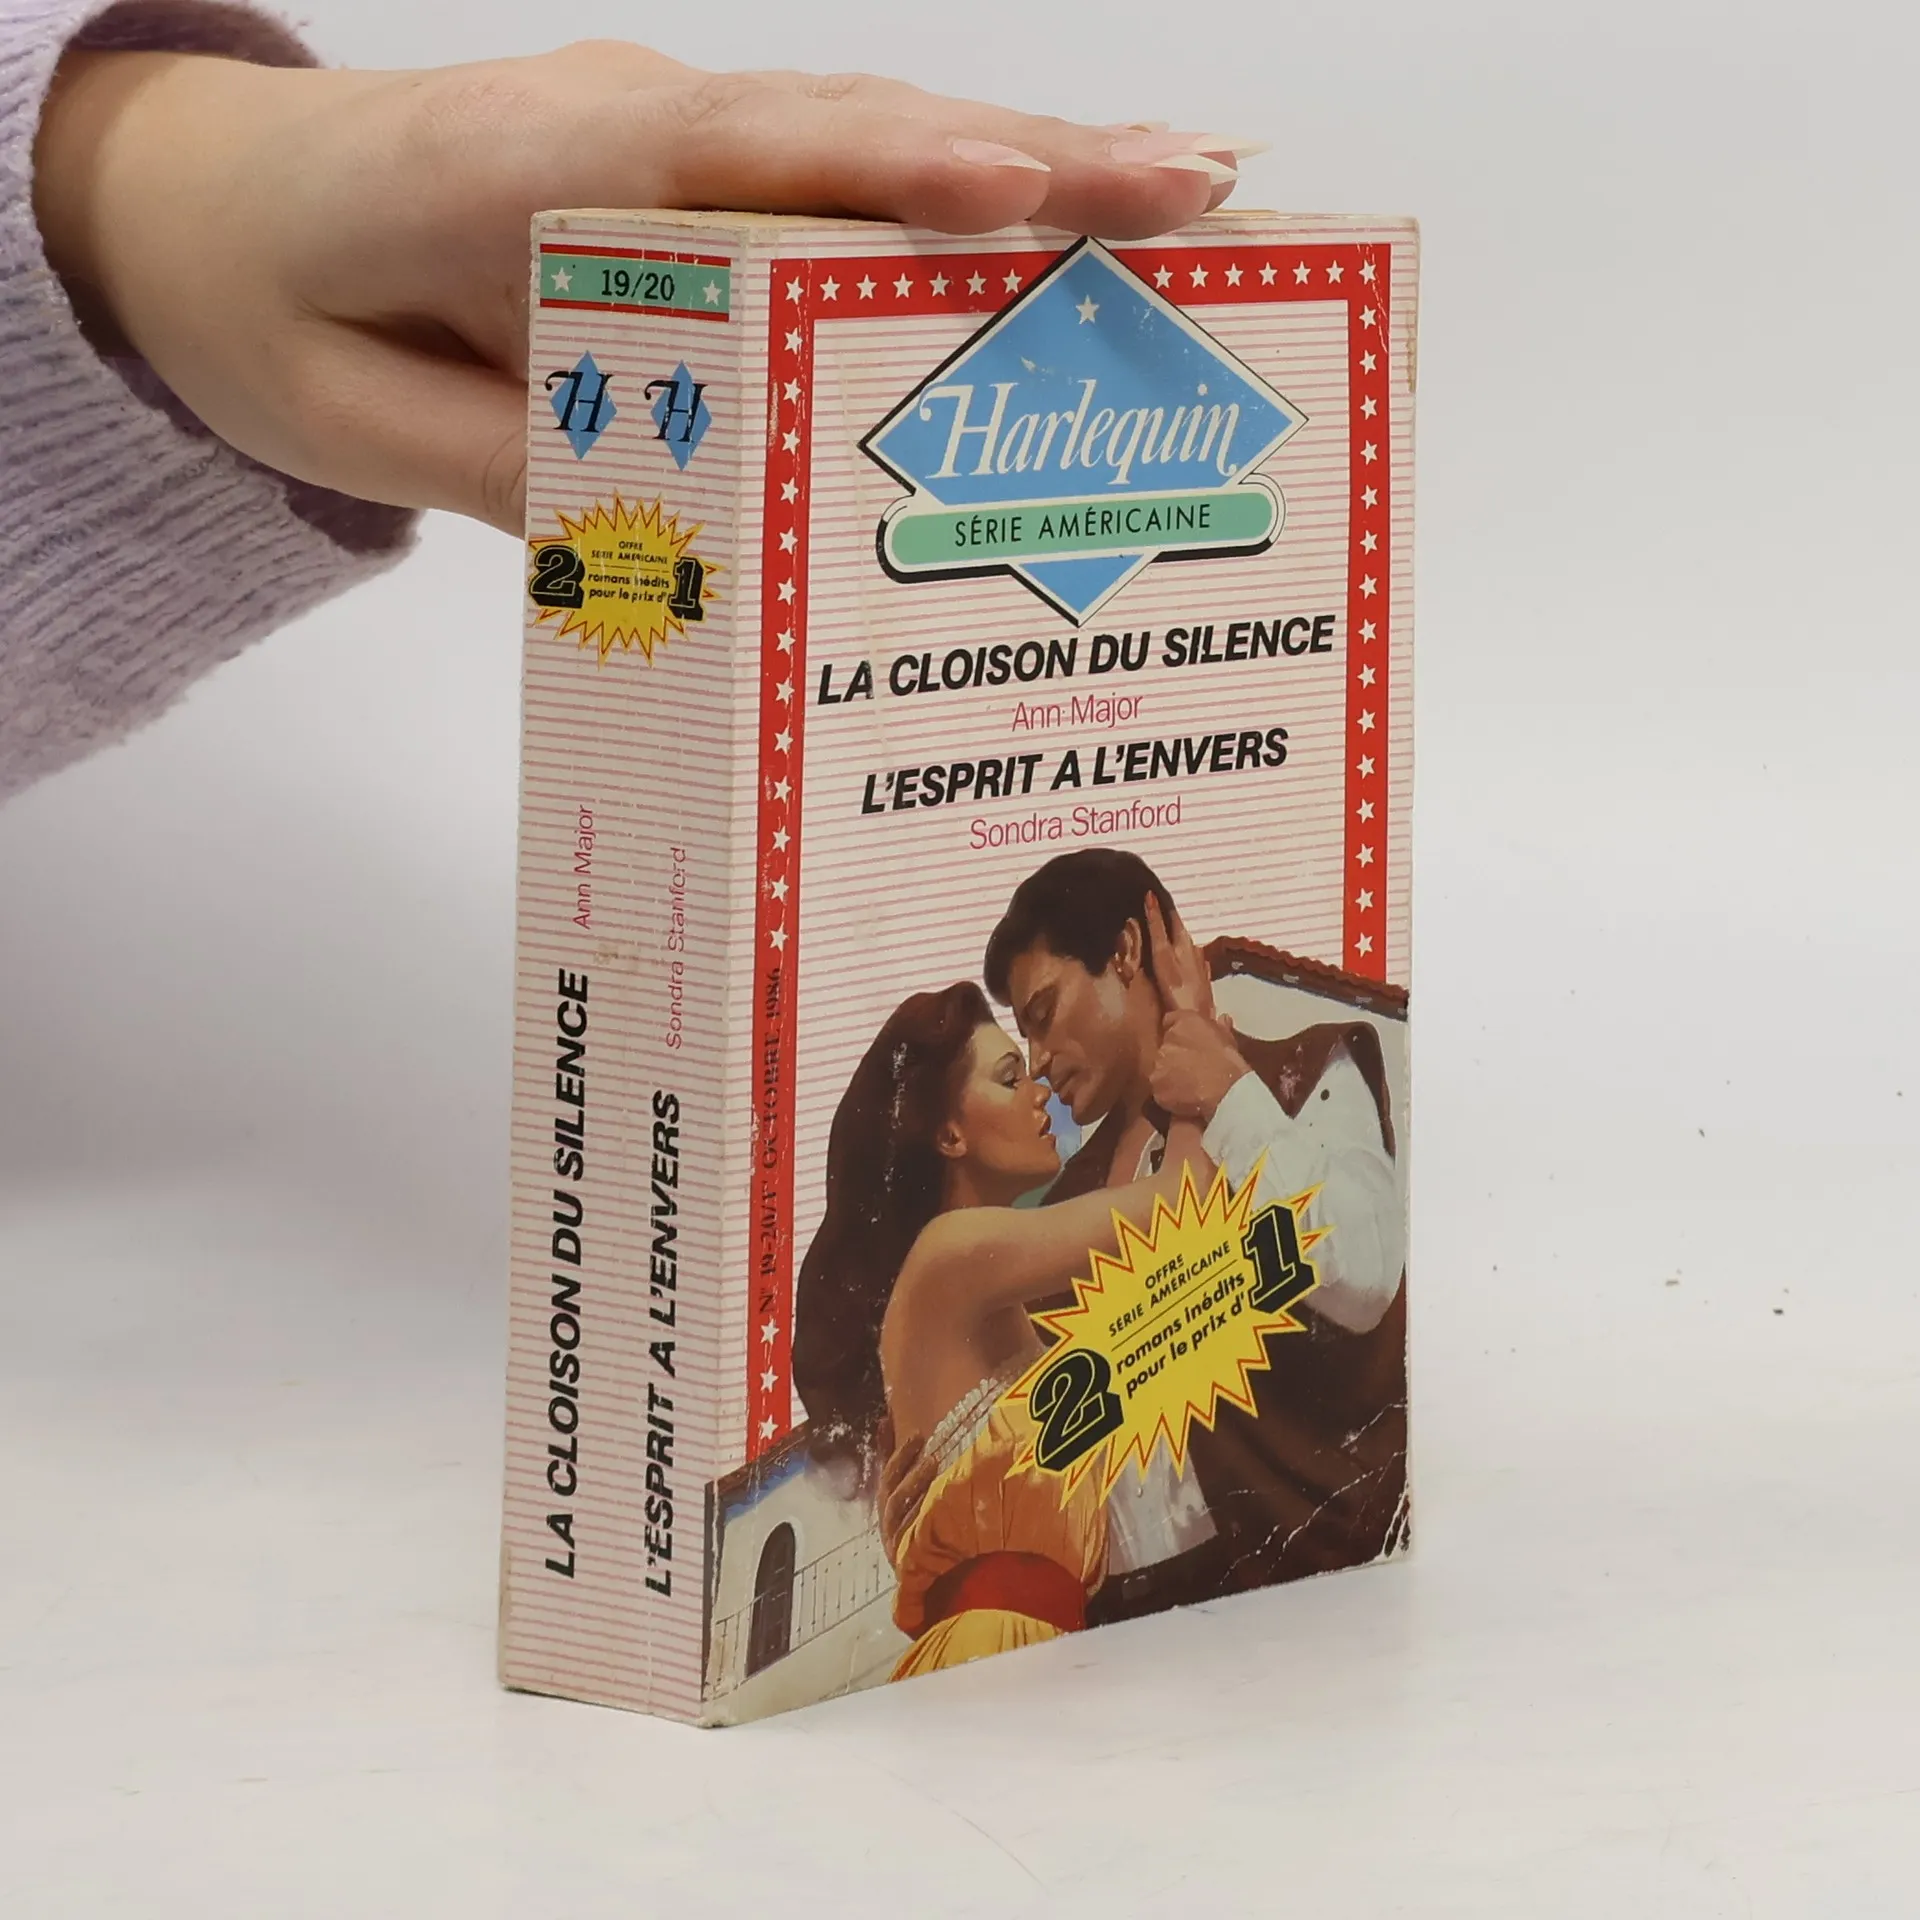 19/20
H H
OFFRE
SÉRIE AMÉRICAINE
2 romans inédits 1
pour le prix d'
Ann Major
LA CLOISON DU SILENCE
Sondra Stanford
L'ESPRIT A L'ENVERS
Harlequin
SÉRIE AMÉRICAINE
LA CLOISON DU SILENCE
Ann Major
L'ESPRIT A L'ENVERS
Sondra Stanford
OCTOBRE 1986
OFFRE
SÉRIE AMÉRICAINE
2 romans inédits 1
pour le prix d'